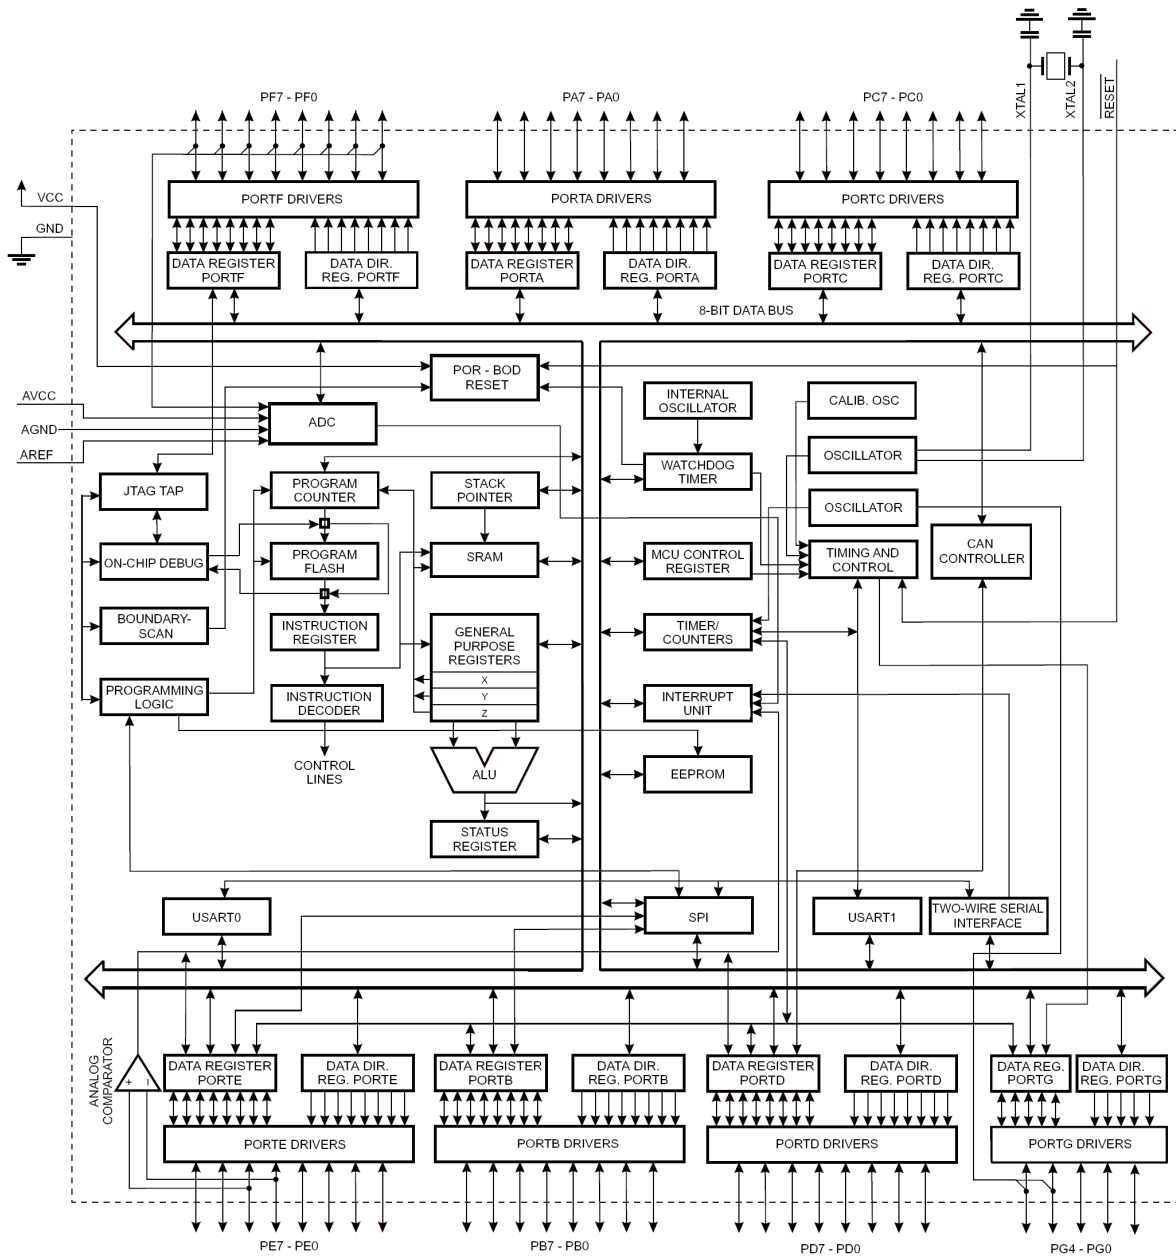 PF7 - PF0
PA7 - PA0
PC7 - PC0
XTAL1
XTAL2
RESET
VCC
GND
PORTF DRIVERS
PORTA DRIVERS
PORTC DRIVERS
DATA REGISTER
PORTF
DATA DIR.
REG. PORTF
DATA REGISTER
PORTA
DATA DIR.
REG. PORTA
DATA REGISTER
PORTC
DATA DIR.
REG. PORTC
8-BIT DATA BUS
POR - BOD
RESET
AVCC
AGND
AREF
ADC
INTERNAL
OSCILLATOR
CALIB. OSC
OSCILLATOR
WATCHDOG
TIMER
JTAG TAP
PROGRAM
COUNTER
STACK
POINTER
OSCILLATOR
ON-CHIP DEBUG
PROGRAM
FLASH
SRAM
MCU CONTROL
REGISTER
TIMING AND
CONTROL
CAN
CONTROLLER
BOUNDARY-
SCAN
INSTRUCTION
REGISTER
GENERAL
PURPOSE
REGISTERS
X
Y
Z
TIMER/
COUNTERS
PROGRAMMING
LOGIC
INSTRUCTION
DECODER
INTERRUPT
UNIT
CONTROL
LINES
ALU
EEPROM
STATUS
REGISTER
USART0
SPI
USART1
TWO-WIRE SERIAL
INTERFACE
ANALOG
COMPARATOR
+
–
DATA REGISTER
PORTE
DATA DIR.
REG. PORTE
DATA REGISTER
PORTB
DATA DIR.
REG. PORTB
DATA REGISTER
PORTD
DATA DIR.
REG. PORTD
DATA REG.
PORTG
DATA DIR.
REG. PORTG
PORTE DRIVERS
PORTB DRIVERS
PORTD DRIVERS
PORTG DRIVERS
PE7 - PE0
PB7 - PB0
PD7 - PD0
PG4 - PG0